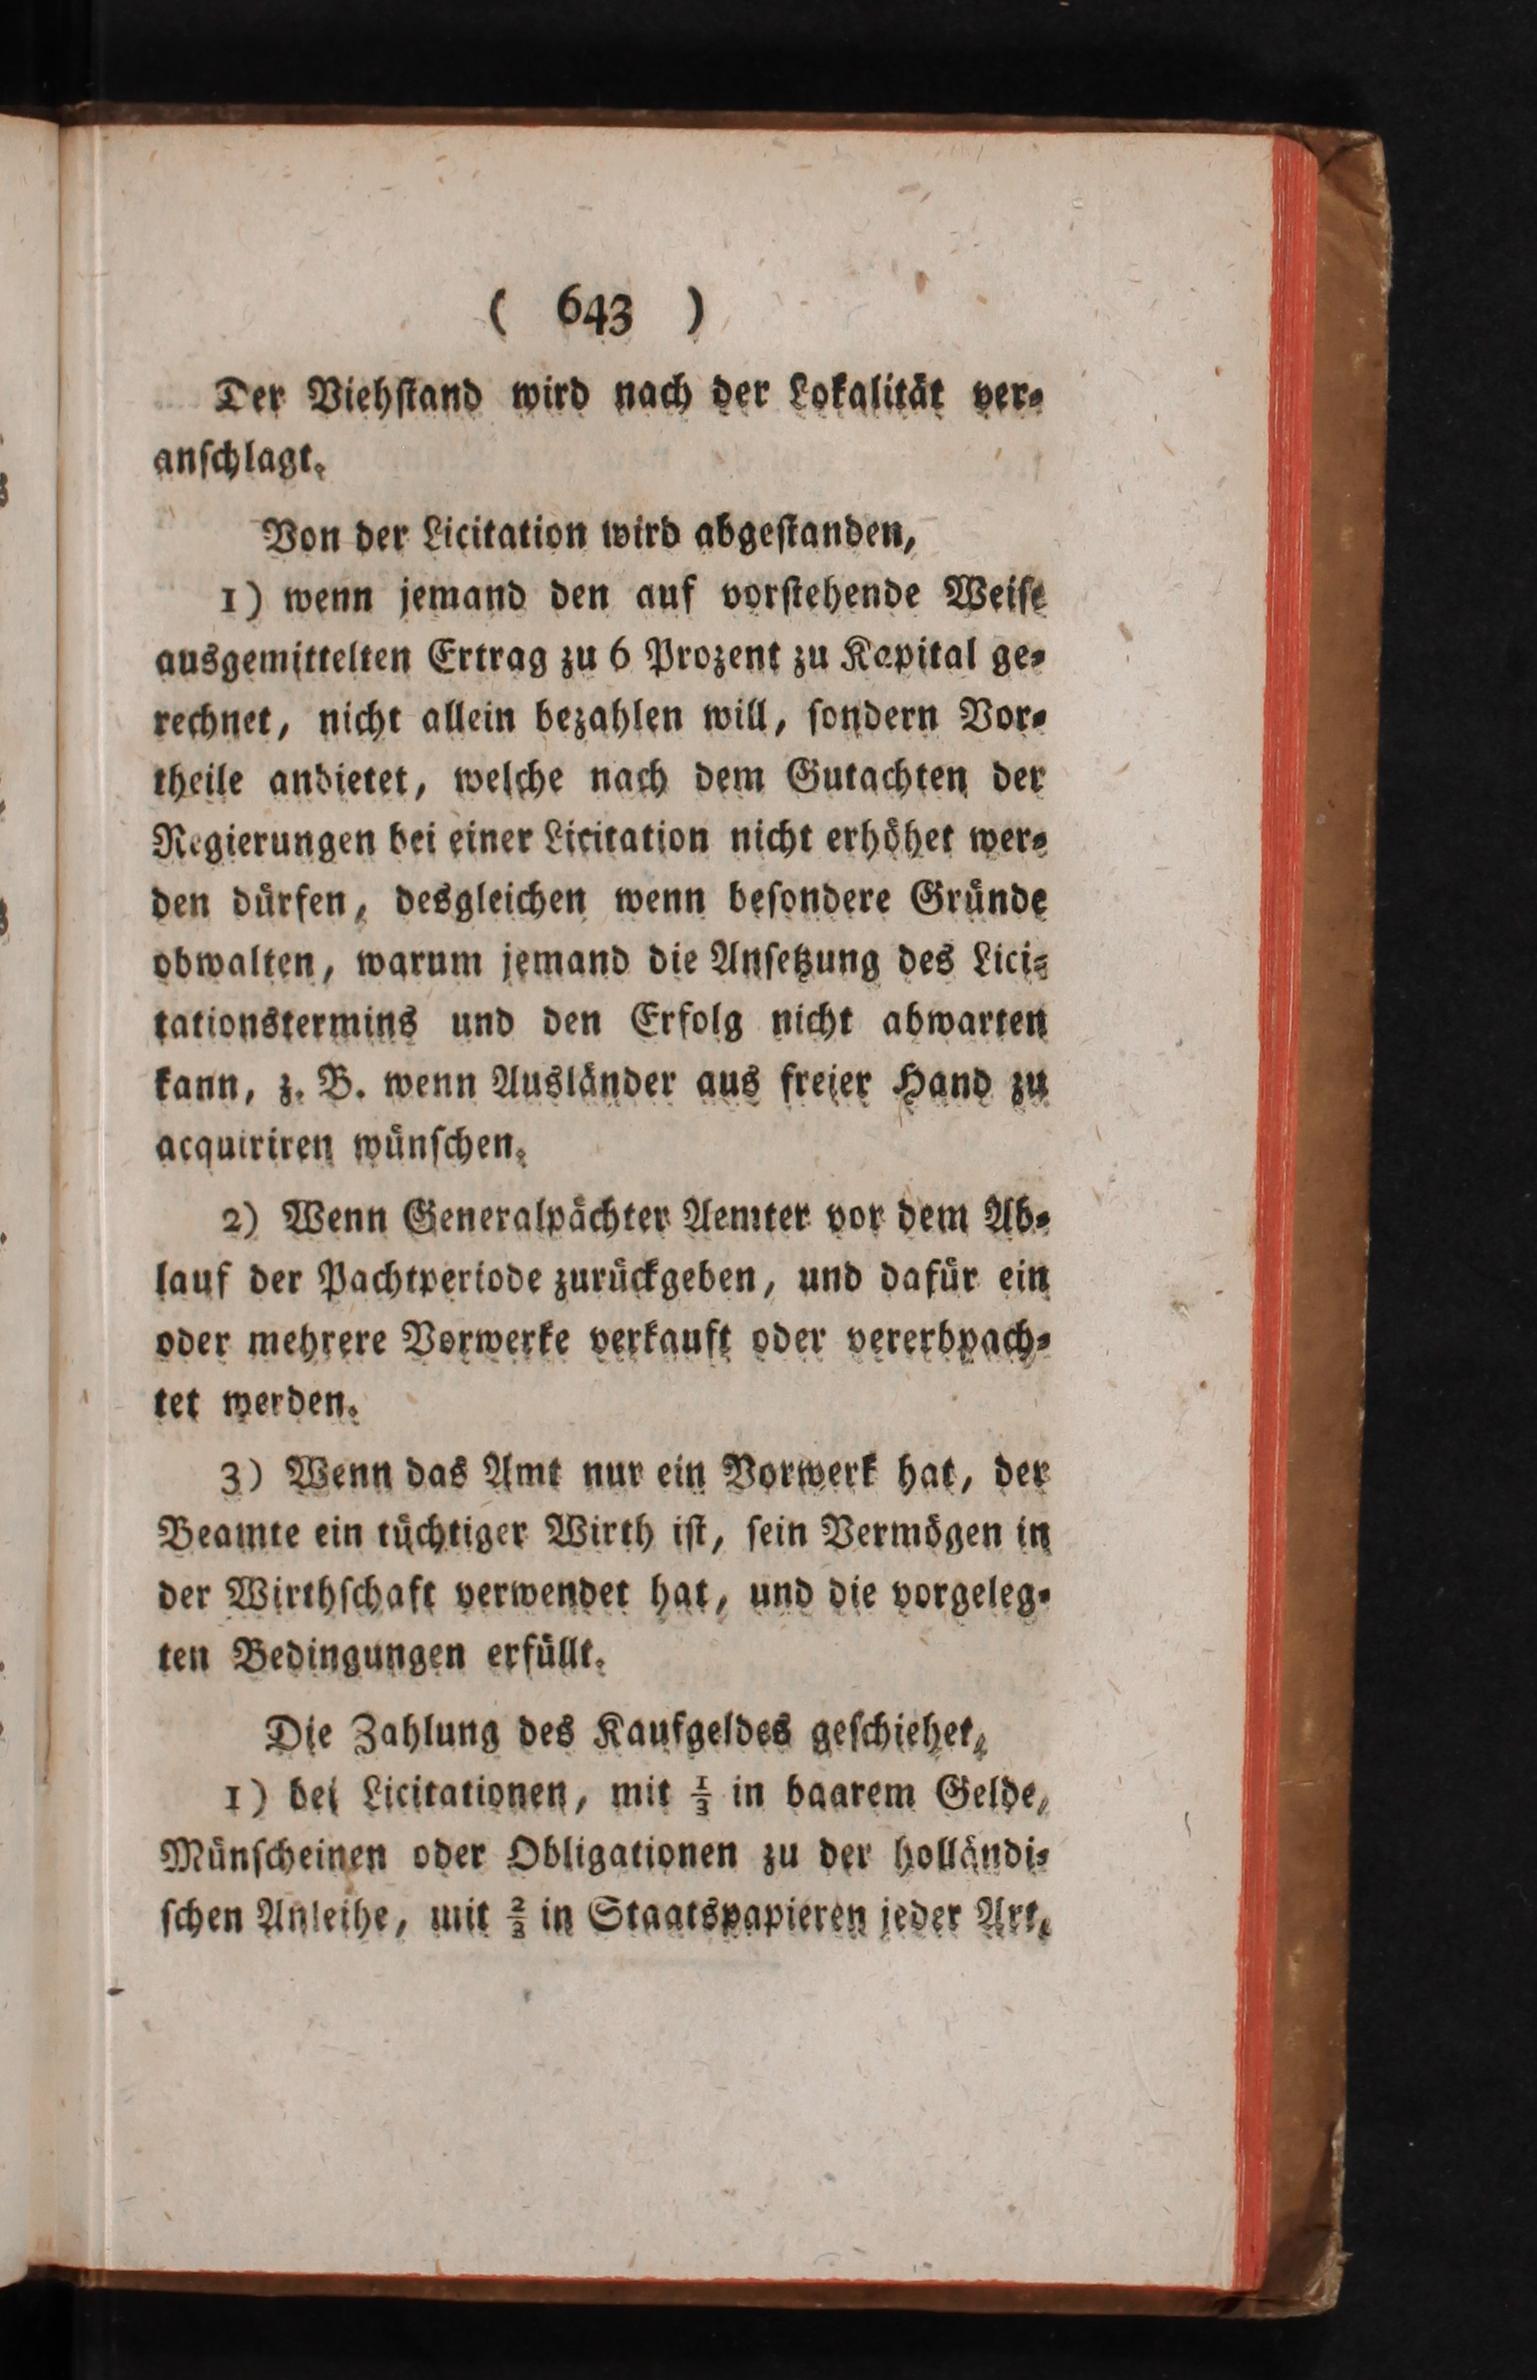 ( 643 )
Der Viehſtand wird nach der Lokalität ver⸗
anſchlagt.
Von der Licitation wird abgeſtanden,
1) wenn jemand den auf vorſtehende Weiſe
ausgemittelten Ertrag zu 6 Prozent zu Kapital ge⸗
rechnet, nicht allein bezahlen will, ſondern Vor⸗
theile anbietet, welche nach dem Gutachten der
Regierungen bei einer Licitation nicht erhöhet wer⸗
den dürfen, desgleichen wenn beſondere Gründe
obwalten, warum jemand die Anſetzung des Lici⸗
tationstermins und den Erfolg nicht abwarten
kann, z. B. wenn Ausländer aus freier Hand zu
acquiriren wünſchen.
2) Wenn Generalpächter Aemter vor dem Ab⸗
lauf der Pachtperiode zurückgeben, und dafür ein
oder mehrere Vorwerke verkauft oder vererbpach⸗
tet werden.
3) Wenn das Amt nur ein Vorwerk hat, der
Beamte ein tüchtiger Wirth iſt, ſein Vermögen in
der Wirthſchaft verwendet hat, und die vorgeleg⸗
ten Bedingungen erfüllt.
Die Zahlung des Kaufgeldes geſchiehet,
1) bei Licitationen, mit ⅓ in baarem Gelde,
Münſcheinen oder Obligationen zu der holländi⸗
ſchen Anleihe, mit ⅔ in Staatspapieren jeder Art,